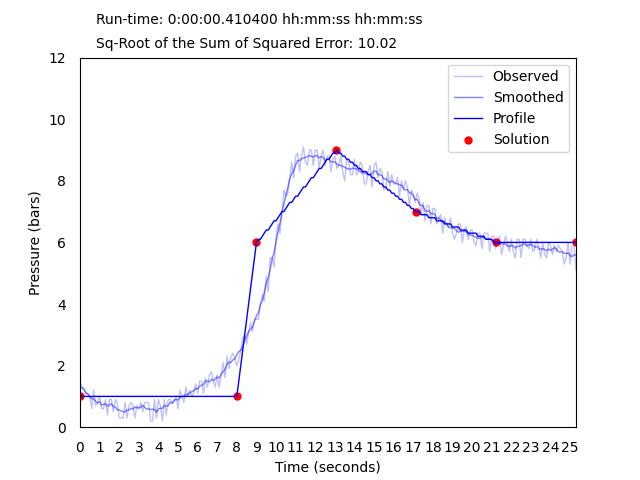 Run-time: 0:00:00.410400 hh:mm:ss hh:mm:ss
Sq-Root of the Sum of Squared Error: 10.02
12
10
8
6
4
2
0
Pressure (bars)
Observed
Smoothed
Profile
Solution
0 1 2 3 4 5 6 7 8 9 10 11 12 13 14 15 16 17 18 19 20 21 22 23 24 25
Time (seconds)